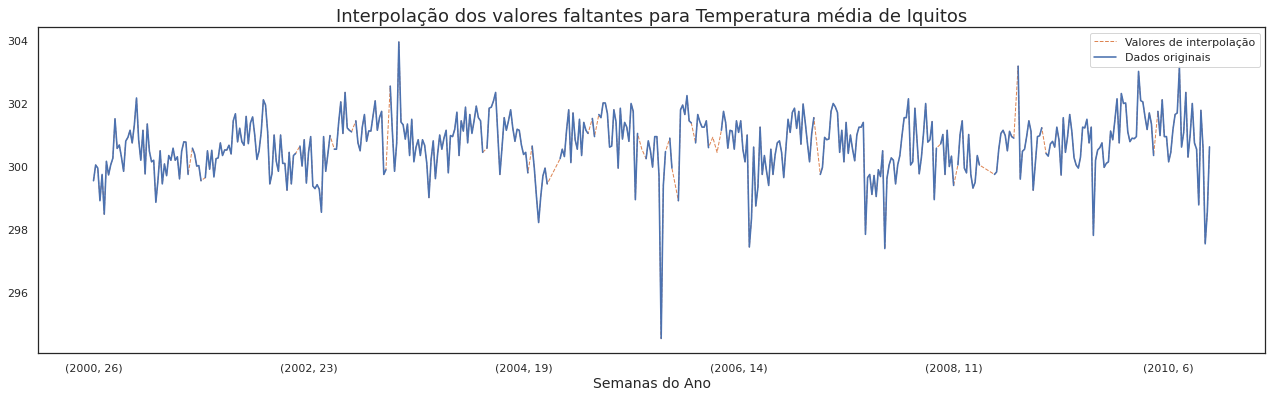 Interpolação dos valores faltantes para Temperatura média de Iquitos
304
302
300
298
296
Valores de interpolação
Dados originais
(2000, 26) (2002, 23) (2004, 19) (2006, 14) (2008, 11) (2010, 6)
Semanas do Ano